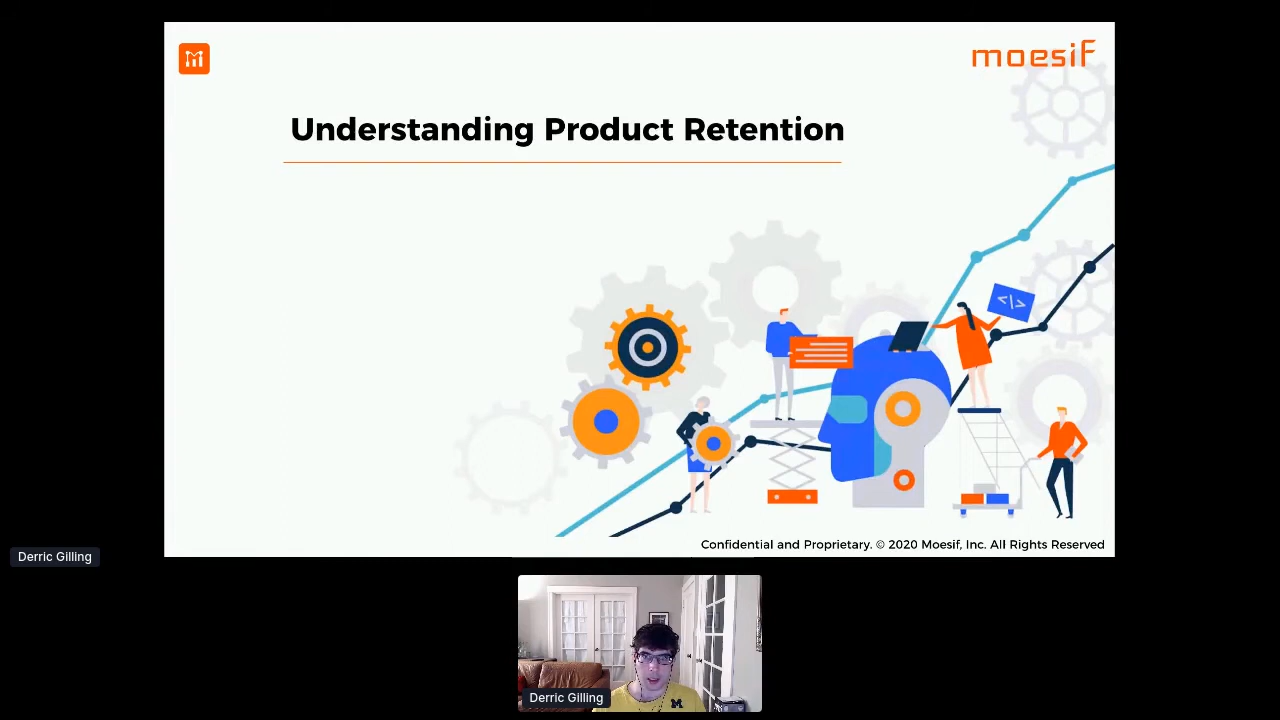 moesif
Understanding Product Retention
</>
Confidential and Proprietary. © 2020 Moesif, Inc. All Rights Reserved
Derric Gilling
Derric Gilling
M